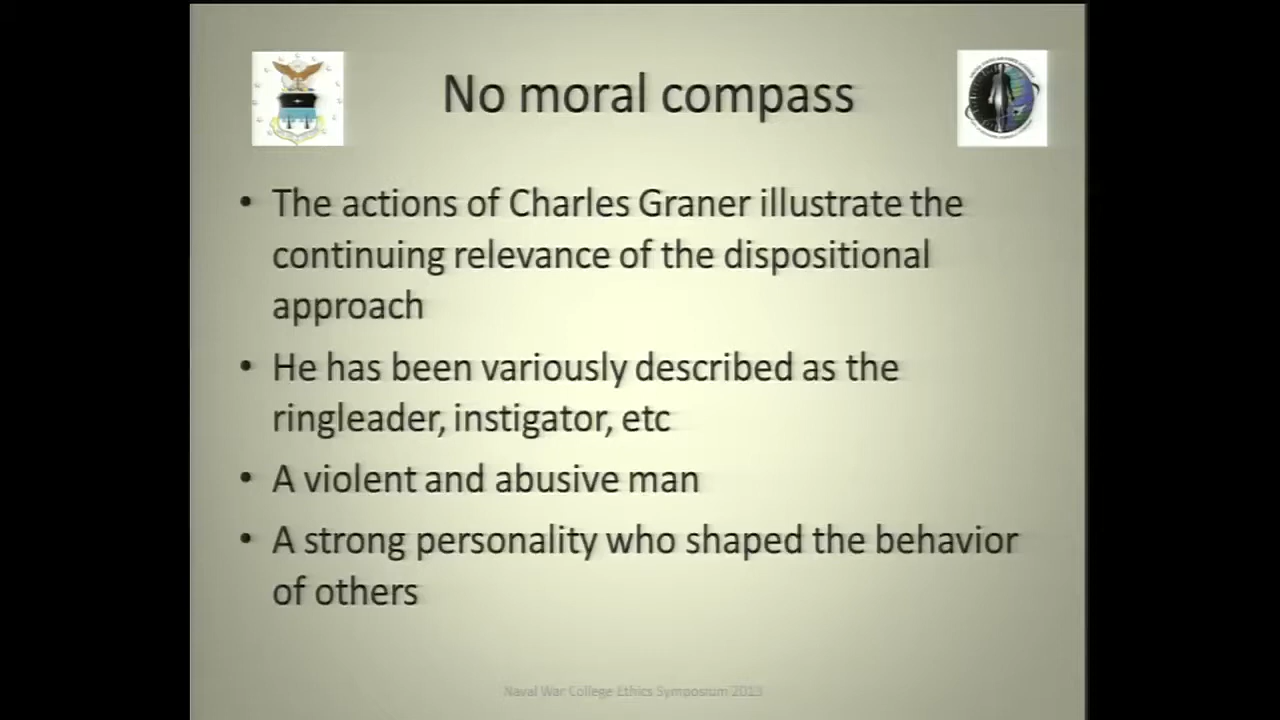 No moral compass
• The actions of Charles Graner illustrate the
continuing relevance of the dispositional
approach
• He has been variously described as the
ringleader, instigator, etc
• A violent and abusive man
• A strong personality who shaped the behavior
of others
Naval War College Ethics Symposium 2013